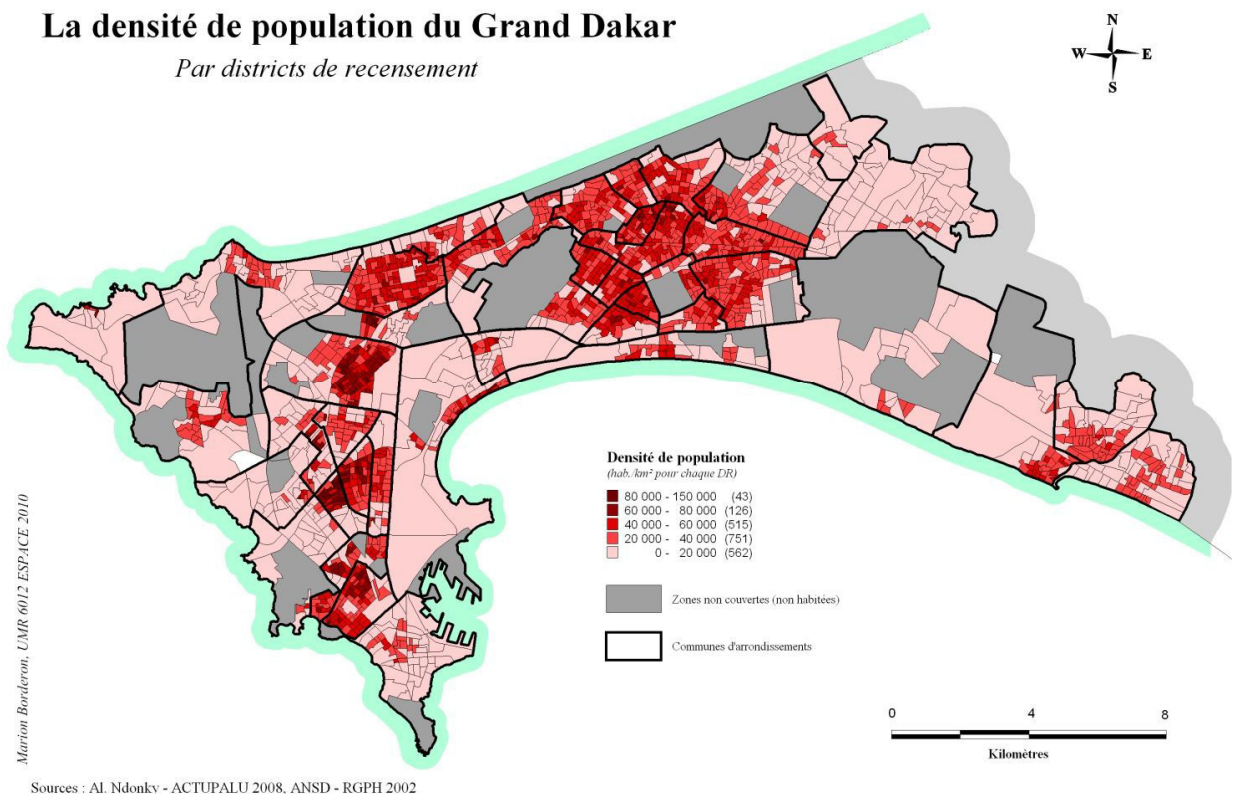 La densité de population du Grand Dakar
Par districts de recensement
N
W E
S
Densité de population
(hab./km² pour chaque DR)
80 000 - 150 000 (43)
60 000 - 80 000 (126)
40 000 - 60 000 (515)
20 000 - 40 000 (751)
0 - 20 000 (562)
Zones non couvertes (non habitées)
Communes d'arrondissements
0 4 8
Kilomètres
Marion Borderon, UMR 6012 ESPACE 2010
Sources : Al. Ndonky - ACTUPALU 2008, ANSD - RGPH 2002